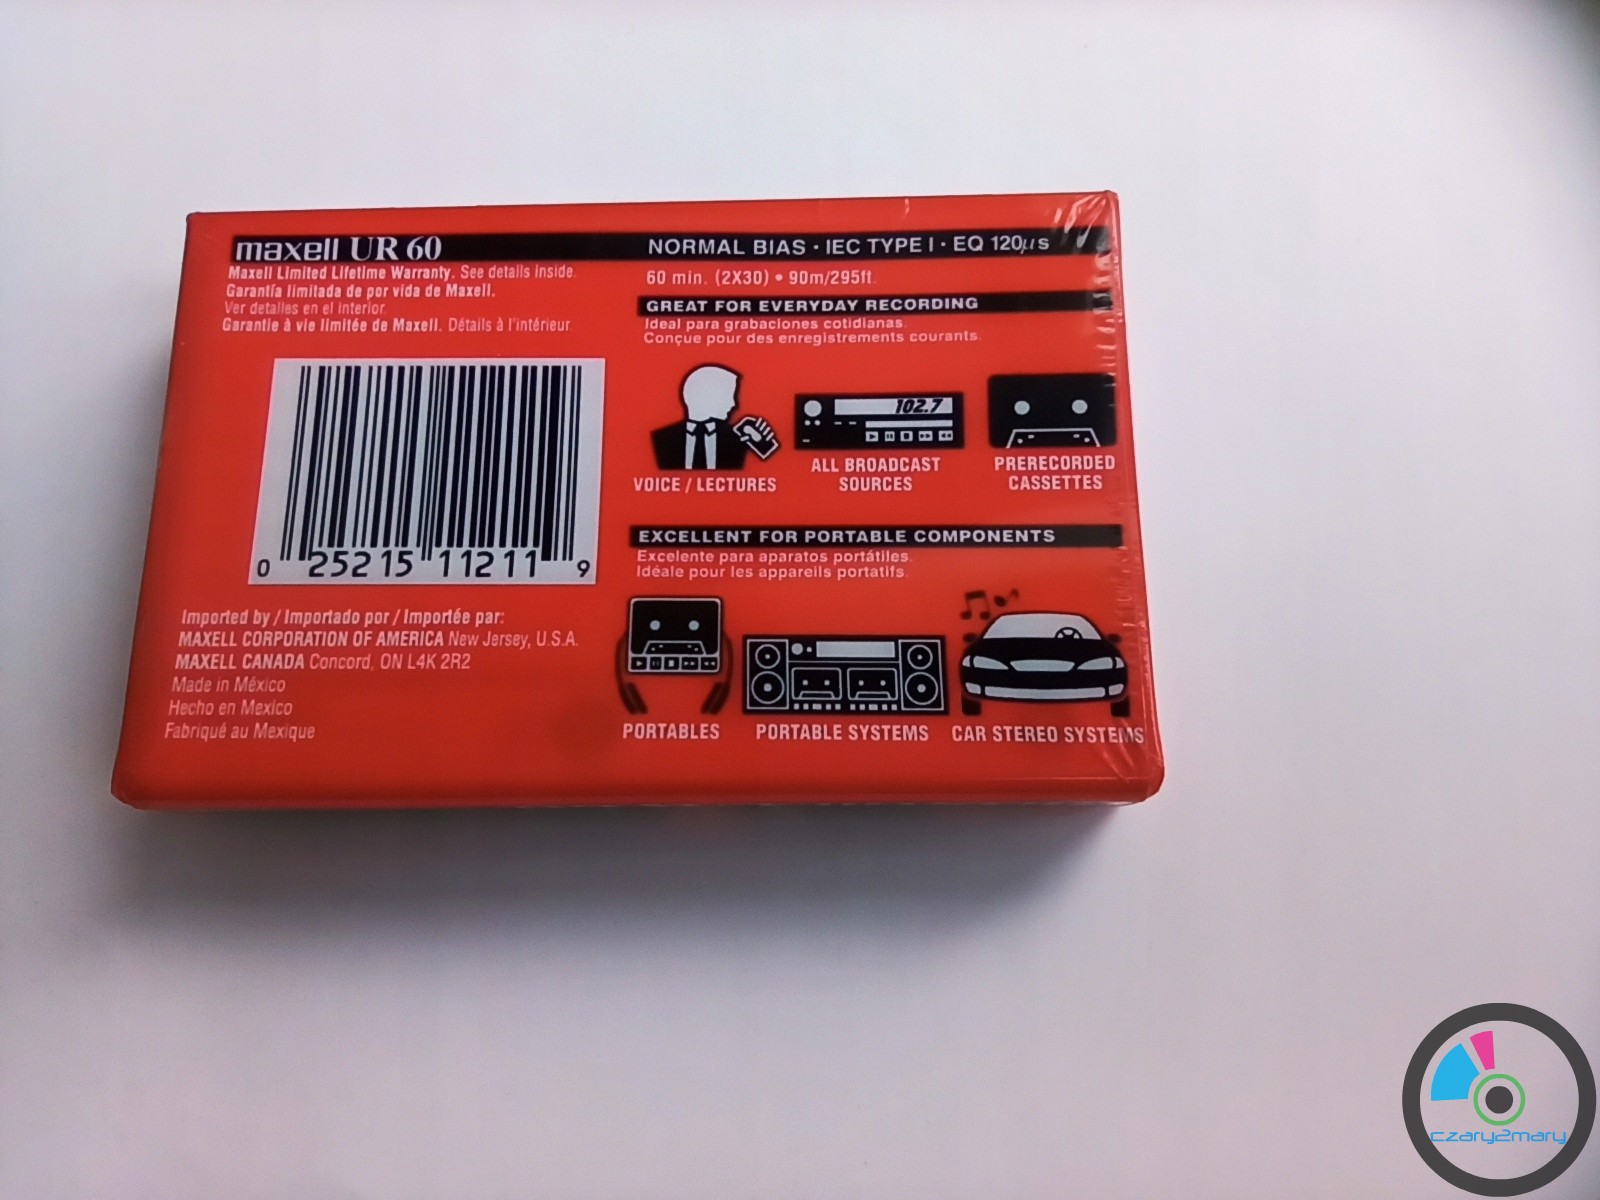 maxell UR 60
Maxell Limited Lifetime Warranty. See details inside.
Garantía limitada de por vida de Maxell.
Ver detalles en el interior.
Garantie à vie limitée de Maxell. Détails à l'intérieur.
0 25215 11211 9
Imported by / Importado por / Importée par:
MAXELL CORPORATION OF AMERICA New Jersey, U.S.A.
MAXELL CANADA Concord, ON L4K 2R2
Made in México
Hecho en Mexico
Fabriqué au Mexique
NORMAL BIAS · IEC TYPE I · EQ 120µs
60 min. (2X30) • 90m/295ft.
GREAT FOR EVERYDAY RECORDING
Ideal para grabaciones cotidianas.
Conçue pour des enregistrements courants.
102.7
VOICE / LECTURES
ALL BROADCAST
SOURCES
PRERECORDED
CASSETTES
EXCELLENT FOR PORTABLE COMPONENTS
Excelente para aparatos portátiles.
Idéale pour les appareils portatifs.
PORTABLES
PORTABLE SYSTEMS
CAR STEREO SYSTEMS
czary2mary